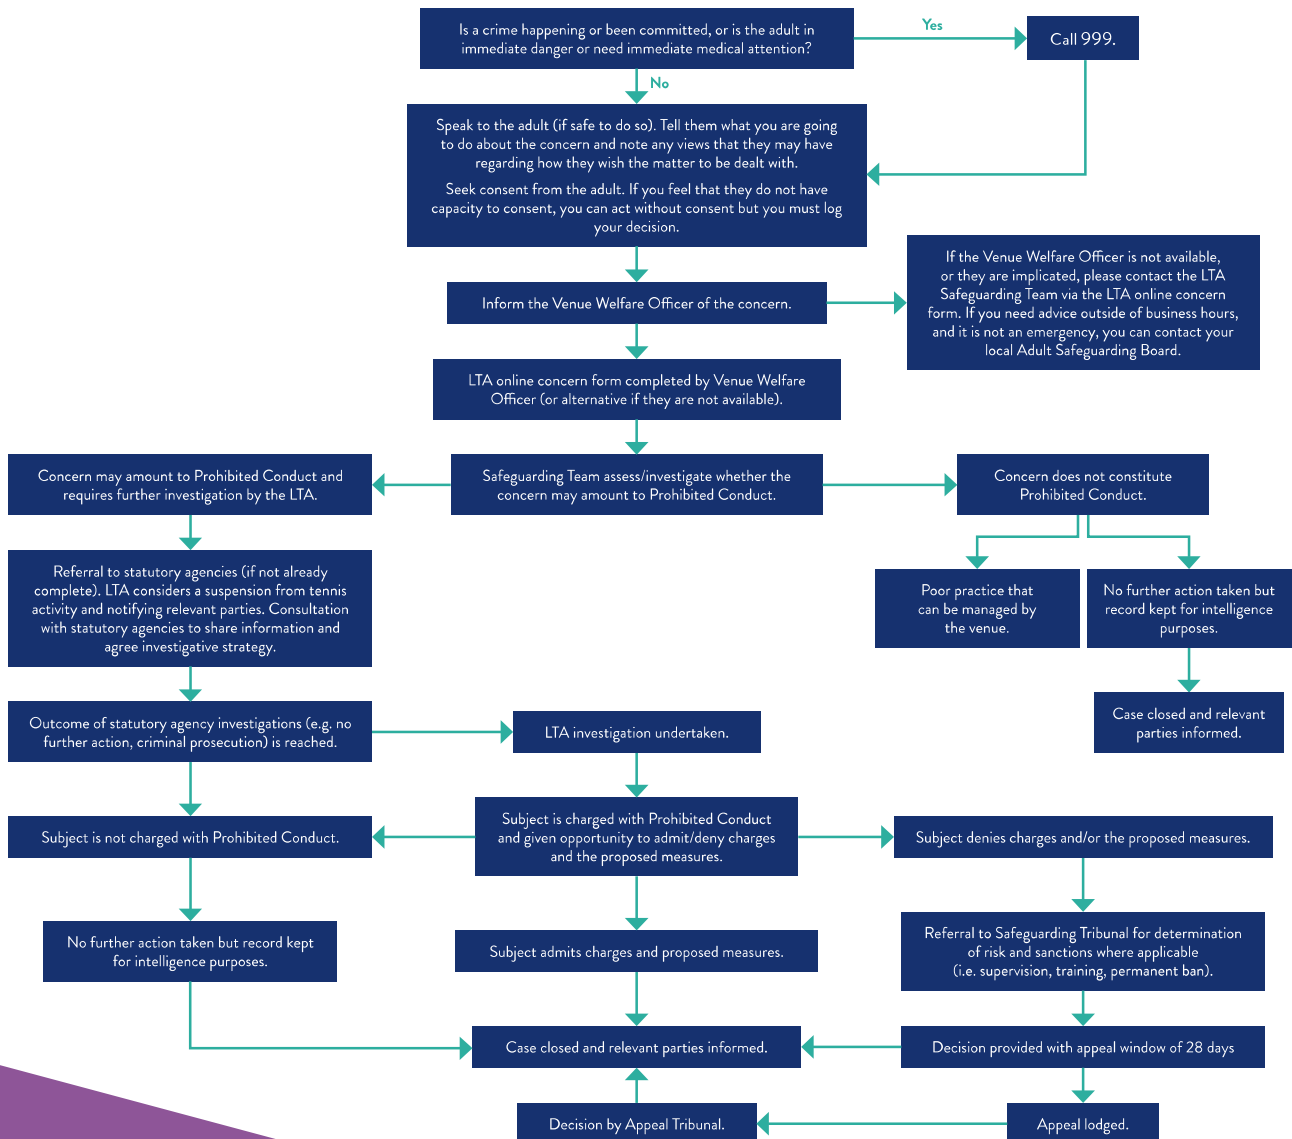 Is a crime happening or been committed, or is the adult in
immediate danger or need immediate medical attention?
Yes
Call 999.
No
Speak to the adult (if safe to do so). Tell them what you are going
to do about the concern and note any views that they may have
regarding how they wish the matter to be dealt with.
Seek consent from the adult. If you feel that they do not have
capacity to consent, you can act without consent but you must log
your decision.
Inform the Venue Welfare Officer of the concern.
If the Venue Welfare Officer is not available,
or they are implicated, please contact the LTA
Safeguarding Team via the LTA online concern
form. If you need advice outside of business hours,
and it is not an emergency, you can contact your
local Adult Safeguarding Board.
LTA online concern form completed by Venue Welfare
Officer (or alternative if they are not available).
Concern may amount to Prohibited Conduct and
requires further investigation by the LTA.
Safeguarding Team assess/investigate whether the
concern may amount to Prohibited Conduct.
Concern does not constitute
Prohibited Conduct.
Referral to statutory agencies (if not already
complete). LTA considers a suspension from tennis
activity and notifying relevant parties. Consultation
with statutory agencies to share information and
agree investigative strategy.
Poor practice that
can be managed by
the venue.
No further action taken but
record kept for intelligence
purposes.
Outcome of statutory agency investigations (e.g. no
further action, criminal prosecution) is reached.
LTA investigation undertaken.
Case closed and relevant
parties informed.
Subject is not charged with Prohibited Conduct.
Subject is charged with Prohibited Conduct
and given opportunity to admit/deny charges
and the proposed measures.
Subject denies charges and/or the proposed measures.
No further action taken but record kept
for intelligence purposes.
Subject admits charges and proposed measures.
Referral to Safeguarding Tribunal for determination
of risk and sanctions where applicable
(i.e. supervision, training, permanent ban).
Case closed and relevant parties informed.
Decision provided with appeal window of 28 days
Decision by Appeal Tribunal.
Appeal lodged.